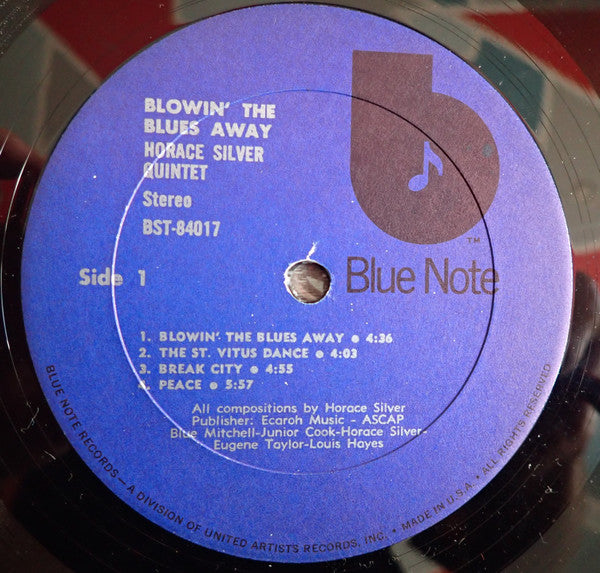 BLOWIN' THE
BLUES AWAY
HORACE SILVER
QUINTET
Stereo
BST-84017
Side 1
b
TM
Blue Note
1. BLOWIN' THE BLUES AWAY ● 4:36
2. THE ST. VITUS DANCE ● 4:03
3. BREAK CITY ● 4:55
4. PEACE ● 5:57
All compositions by Horace Silver
Publisher: Ecaroh Music - ASCAP
Blue Mitchell-Junior Cook-Horace Silver-
Eugene Taylor-Louis Hayes
BLUE NOTE RECORDS—A DIVISION OF UNITED ARTISTS RECORDS, INC. • MADE IN U.S.A. • ALL RIGHTS RESERVED